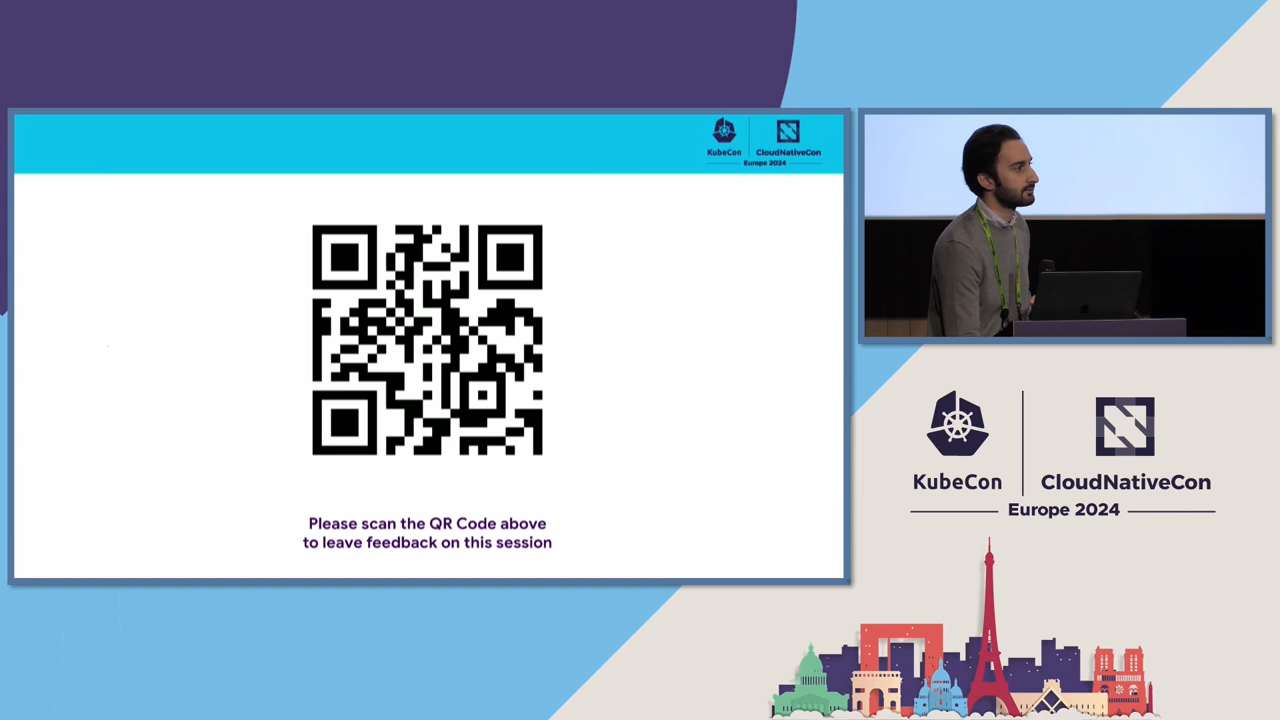 KubeCon
CloudNativeCon
Europe 2024
Please scan the QR Code above
to leave feedback on this session
KubeCon
CloudNativeCon
Europe 2024